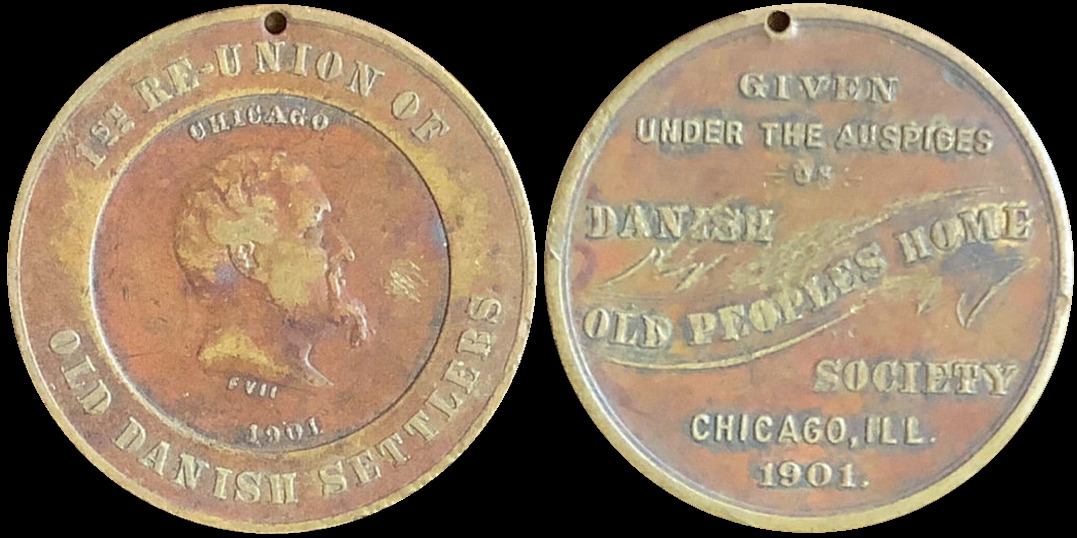 1ST RE-UNION OF
CHICAGO
F VII
1901
OLD DANISH SETTLERS
GIVEN
UNDER THE AUSPICES
OF
DANISH
OLD PEOPLES HOME
SOCIETY
CHICAGO, ILL.
1901.